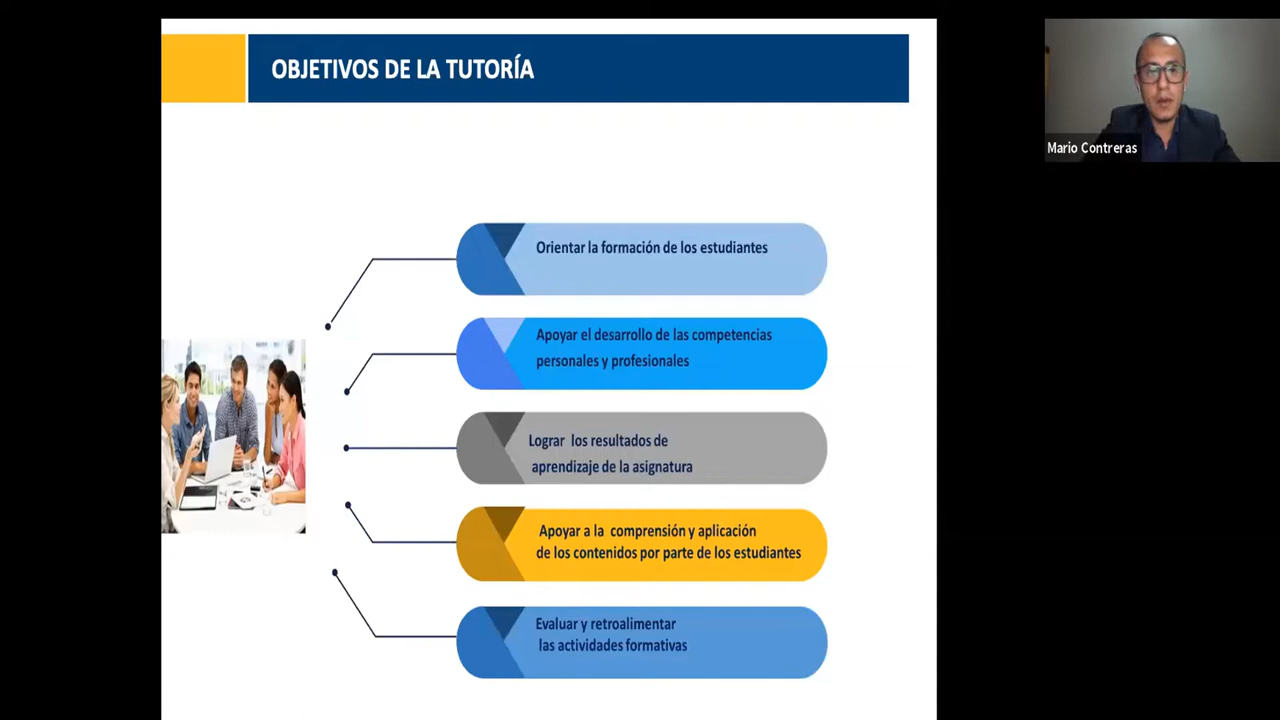 OBJETIVOS DE LA TUTORÍA
Mario Contreras
Orientar la formación de los estudiantes
Apoyar el desarrollo de las competencias
personales y profesionales
Lograr los resultados de
aprendizaje de la asignatura
Apoyar a la comprensión y aplicación
de los contenidos por parte de los estudiantes
Evaluar y retroalimentar
las actividades formativas